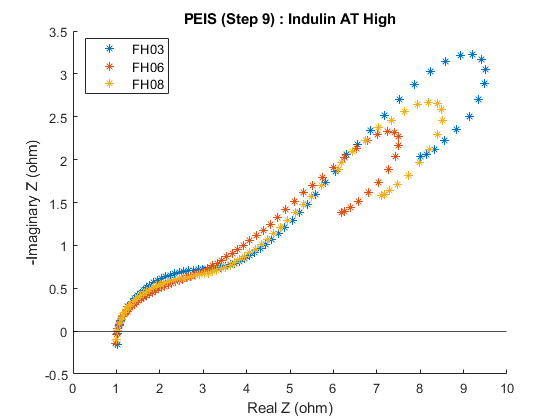 PEIS (Step 9) : Indulin AT High
3.5
FH03
FH06
FH08
3
2.5
2
1.5
1
0.5
0
-0.5
-Imaginary Z (ohm)
0 1 2 3 4 5 6 7 8 9 10
Real Z (ohm)